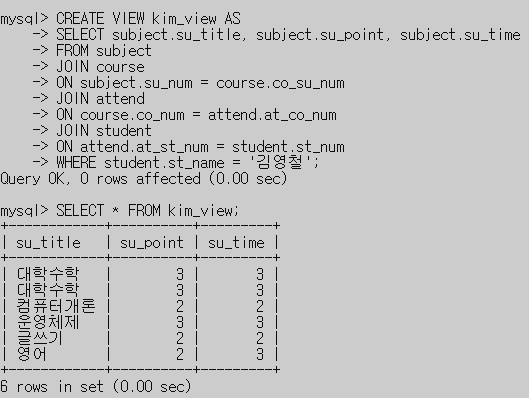 mysql> CREATE VIEW kim_view AS
-> SELECT subject.su_title, subject.su_point, subject.su_time
-> FROM subject
-> JOIN course
-> ON subject.su_num = course.co_su_num
-> JOIN attend
-> ON course.co_num = attend.at_co_num
-> JOIN student
-> ON attend.at_st_num = student.st_num
-> WHERE student.st_name = '김영철';
Query OK, 0 rows affected (0.00 sec)
mysql> SELECT * FROM kim_view;
+------------+----------+---------+
| su_title | su_point | su_time |
+------------+----------+---------+
| 대학수학 | 3 | 3 |
| 대학수학 | 3 | 3 |
| 컴퓨터개론 | 2 | 2 |
| 운영체제 | 3 | 3 |
| 글쓰기 | 2 | 2 |
| 영어 | 2 | 3 |
+------------+----------+---------+
6 rows in set (0.00 sec)